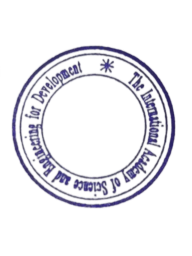 The International Academy of Science and Engineering for Development